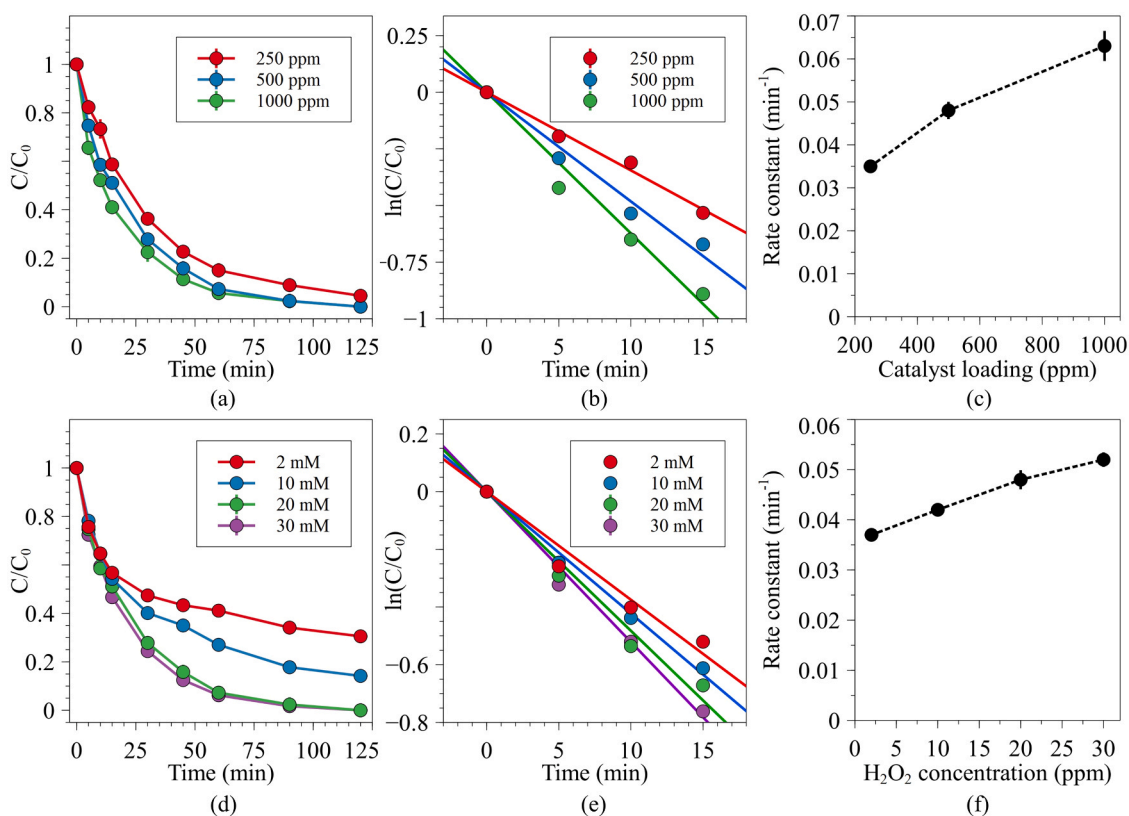 1
0.8
0.4
0.2
0
C/C₀
250 ppm
500 ppm
1000 ppm
0 25 50 75 100 125
Time (min)
(a)
0.25
0
-0.75
-1
ln(C/C₀)
250 ppm
500 ppm
1000 ppm
0 5 10 15
Time (min)
(b)
0.07
0.06
0.05
0.04
0.03
0.02
0.01
0
Rate constant (min⁻¹)
200 400 600 800 1000
Catalyst loading (ppm)
(c)
1
0.8
0.4
0.2
0
C/C₀
2 mM
10 mM
20 mM
30 mM
0 25 50 75 100 125
Time (min)
(d)
0.2
0
-0.6
-0.8
ln(C/C₀)
2 mM
10 mM
20 mM
30 mM
0 5 10 15
Time (min)
(e)
0.06
0.05
0.04
0.03
0.02
0.01
0
Rate constant (min⁻¹)
0 5 10 15 20 25 30
H₂O₂ concentration (ppm)
(f)